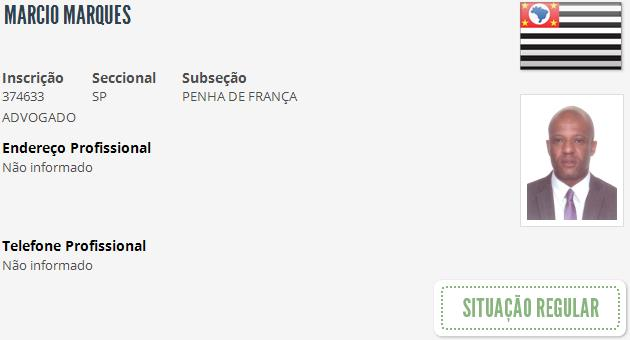 MARCIO MARQUES
Inscrição Seccional Subseção
374633 SP PENHA DE FRANÇA
ADVOGADO
Endereço Profissional
Não informado
Telefone Profissional
Não informado
SITUAÇÃO REGULAR